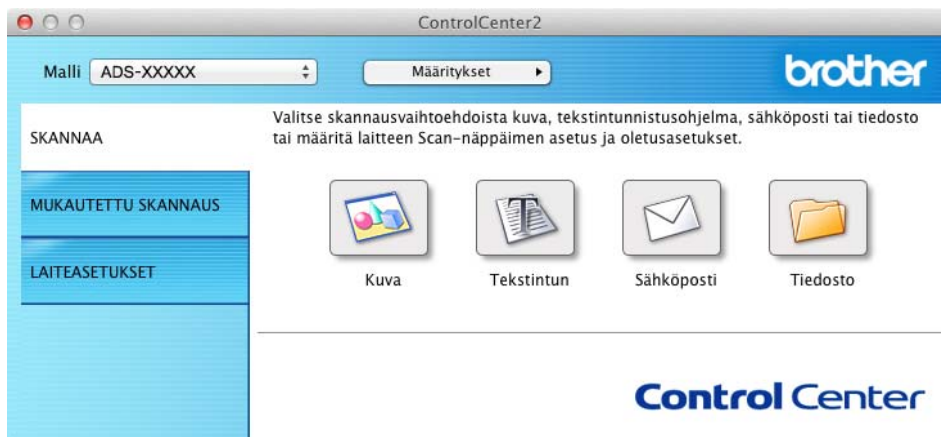 ControlCenter2
Malli ADS-XXXXX Määritykset brother
SKANNAA
MUKAUTETTU SKANNAUS
LAITEASETUKSET
Valitse skannausvaihtoehdoista kuva, tekstintunnistusohjelma, sähköposti tai tiedosto
tai määritä laitteen Scan-näppäimen asetus ja oletusasetukset.
Kuva Tekstintun Sähköposti Tiedosto
Control Center